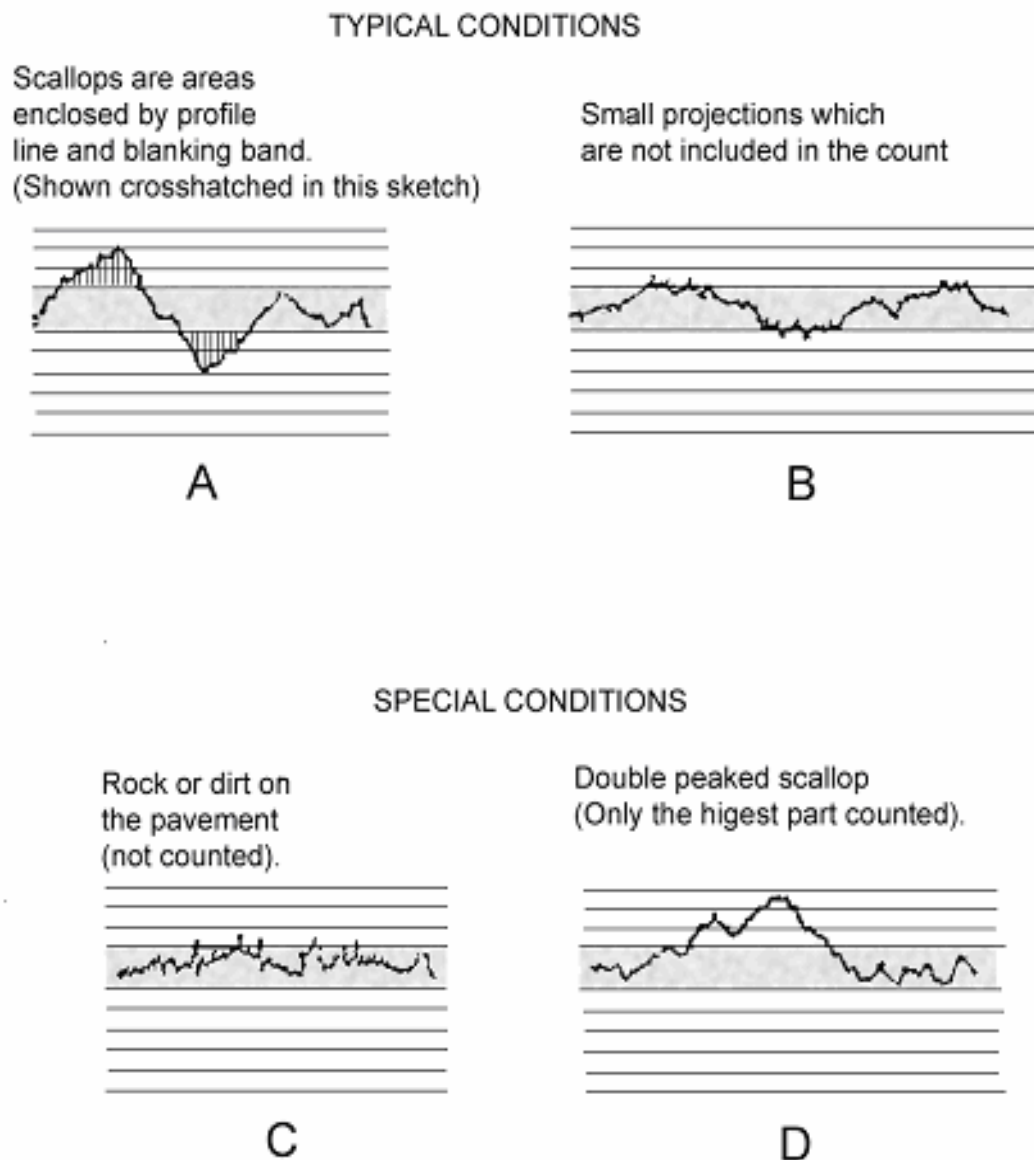 TYPICAL CONDITIONS
Scallops are areas
enclosed by profile
line and blanking band.
(Shown crosshatched in this sketch)
Small projections which
are not included in the count
A
B
SPECIAL CONDITIONS
Rock or dirt on
the pavement
(not counted).
Double peaked scallop
(Only the higest part counted).
C
D